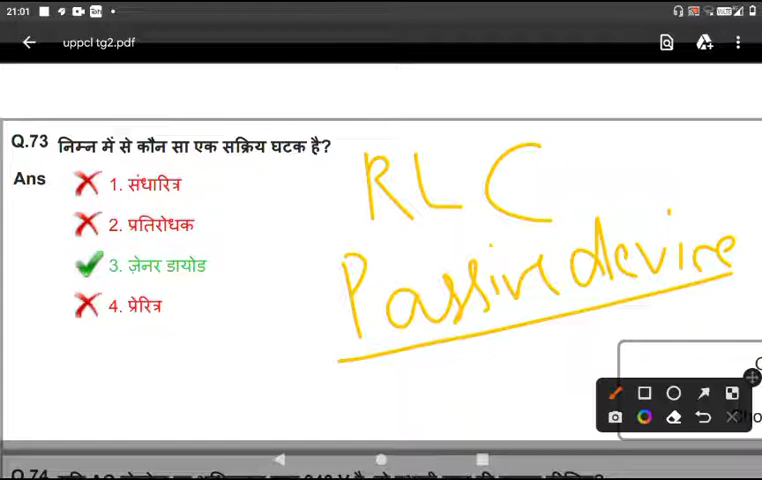 21:01
uppcl tg2.pdf
Q.73 निम्न में से कौन सा एक सक्रिय घटक है?
Ans 1. संधारित्र
2. प्रतिरोधक
3. ज़ेनर डायोड
4. प्रेरित्र
RLC
Passive device
Q.74